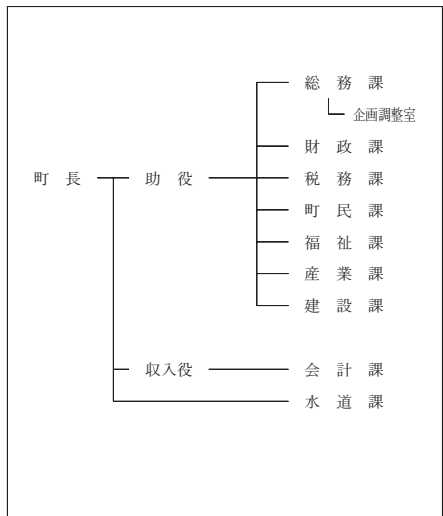 総務課
企画調整室
財政課
町長 助役 税務課
町民課
福祉課
産業課
建設課
収入役 会計課
水道課